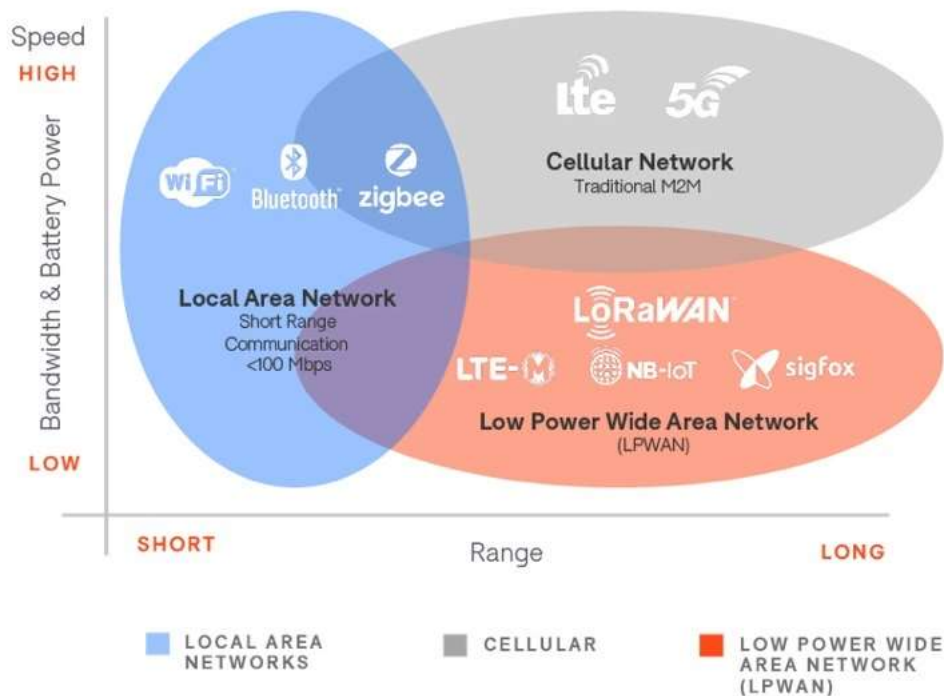 Speed
HIGH
Bandwidth & Battery Power
LOW
Lte
5G
Cellular Network
Traditional M2M
WiFi
Bluetooth
zigbee
Local Area Network
Short Range
Communication
<100 Mbps
LoRaWAN
LTE-M
NB-IoT
sigfox
Low Power Wide Area Network
(LPWAN)
SHORT
Range
LONG
LOCAL AREA
NETWORKS
CELLULAR
LOW POWER WIDE
AREA NETWORK
(LPWAN)